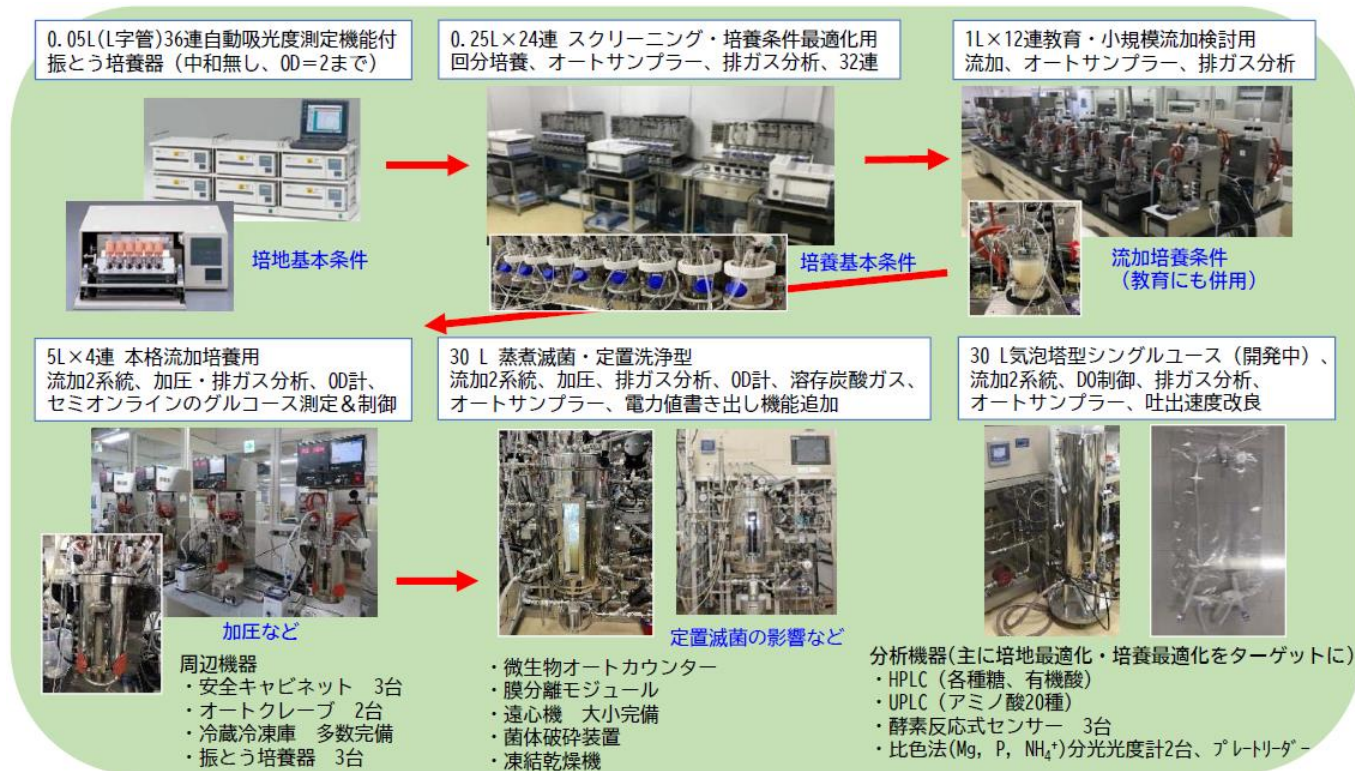 0.05L(L字管)36連自動吸光度測定機能付
振とう培養器（中和無し、OD＝2まで）
0.25L×24連 スクリーニング・培養条件最適化用
回分培養、オートサンプラー、排ガス分析、32連
1L×12連教育・小規模流加検討用
流加、オートサンプラー、排ガス分析
培地基本条件
培養基本条件
流加培養条件
（教育にも併用）
5L×4連 本格流加培養用
流加2系統、加圧・排ガス分析、OD計、
セミオンラインのグルコース測定＆制御
30 L 蒸煮滅菌・定置洗浄型
流加2系統、加圧、排ガス分析、OD計、溶存炭酸ガス、
オートサンプラー、電力値書き出し機能追加
30 L気泡塔型シングルユース（開発中）、
流加2系統、DO制御、排ガス分析、
オートサンプラー、吐出速度改良
加圧など
定置滅菌の影響など
周辺機器
・安全キャビネット 3台
・オートクレーブ 2台
・冷蔵冷凍庫 多数完備
・振とう培養器 3台
・微生物オートカウンター
・膜分離モジュール
・遠心機 大小完備
・菌体破砕装置
・凍結乾燥機
分析機器(主に培地最適化・培養最適化をターゲットに)
・HPLC（各種糖、有機酸）
・UPLC（アミノ酸20種）
・酵素反応式センサー 3台
・比色法(Mg, P, NH₄⁺)分光光度計2台、ﾌﾟﾚｰﾄﾘｰﾀﾞｰ